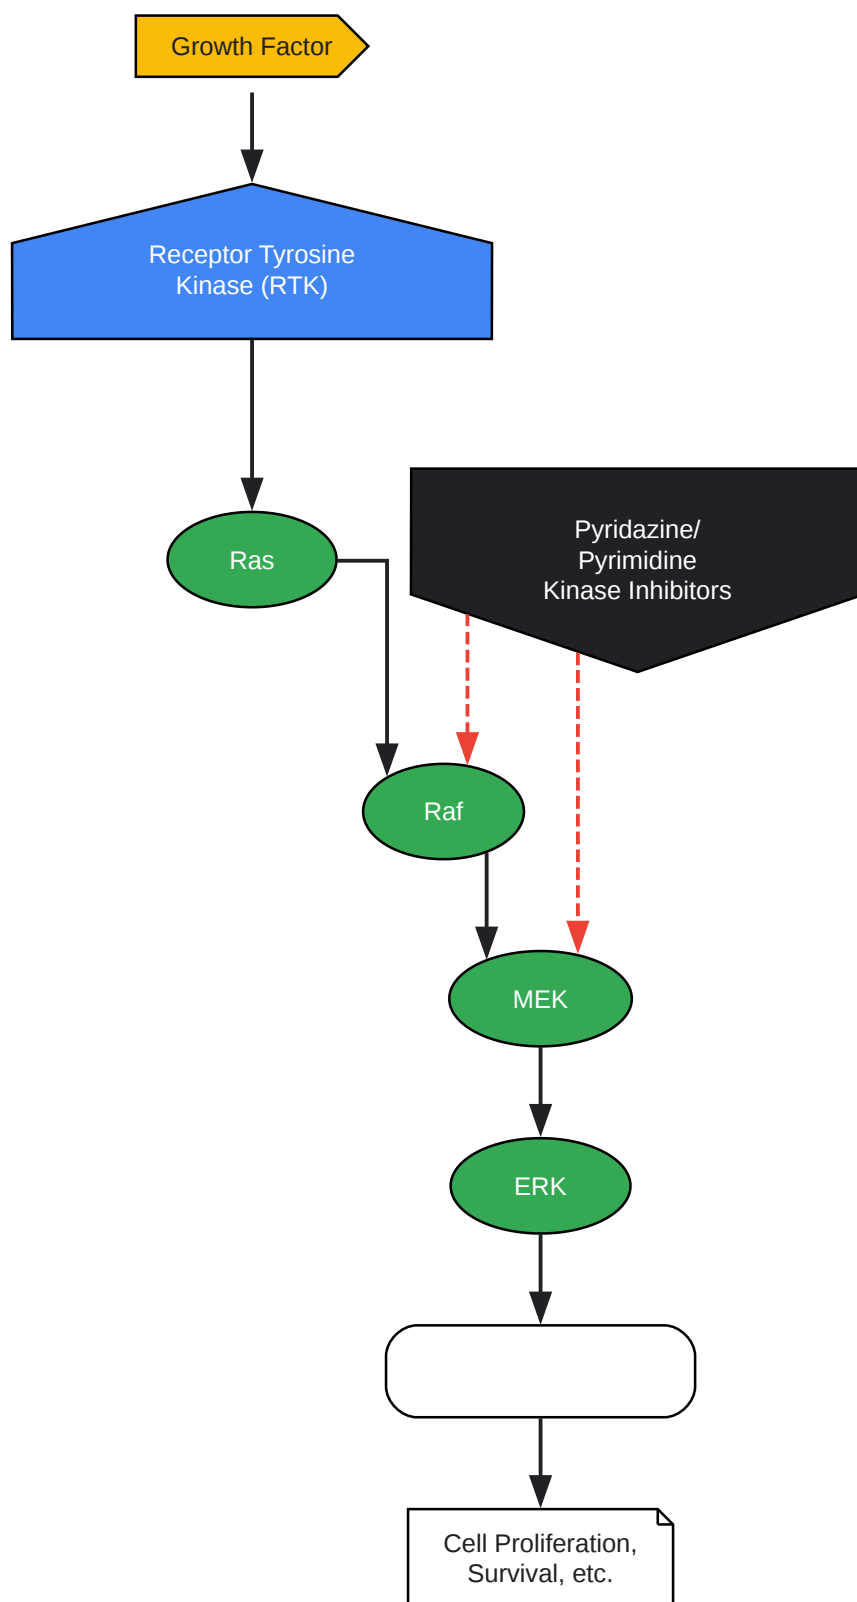 Growth Factor
Receptor Tyrosine
Kinase (RTK)
Ras
Pyridazine/
Pyrimidine
Kinase Inhibitors
Raf
MEK
ERK
Cell Proliferation,
Survival, etc.